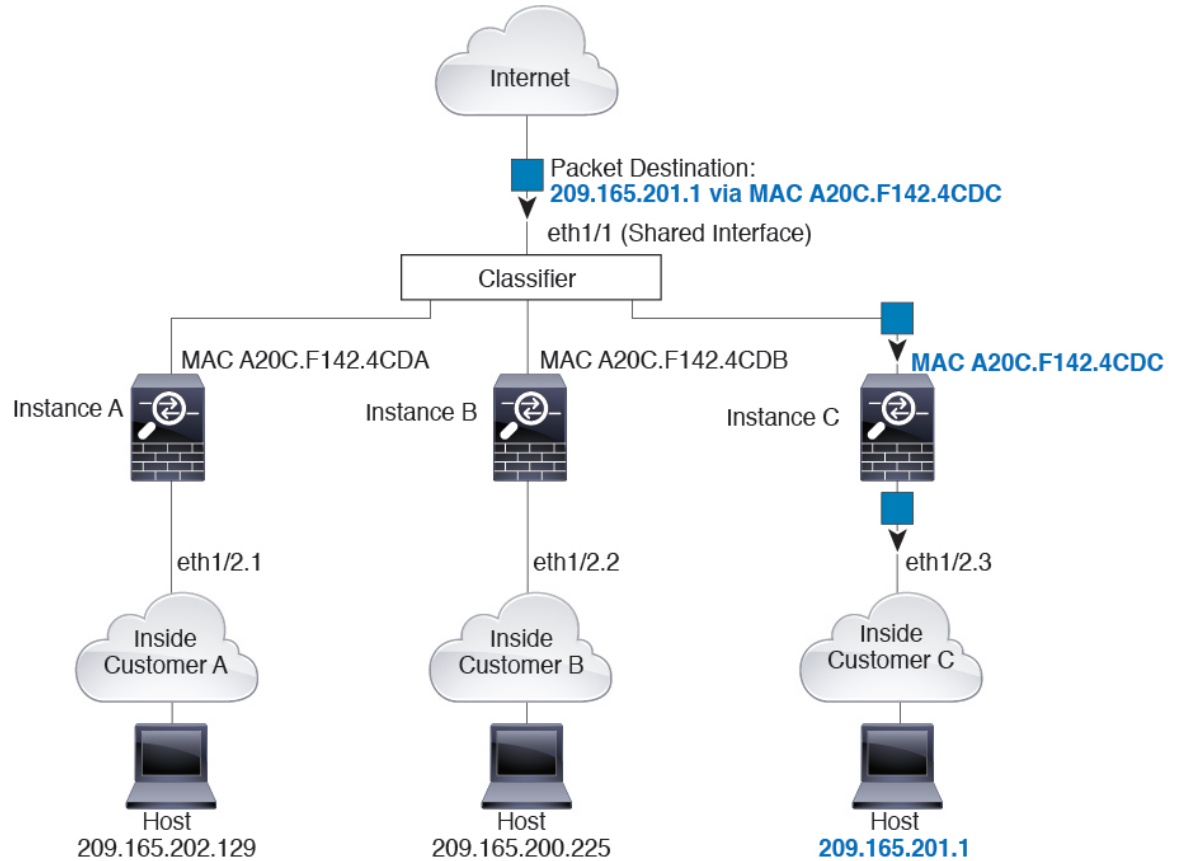 Internet
Packet Destination:
209.165.201.1 via MAC A20C.F142.4CDC
eth1/1 (Shared Interface)
Classifier
MAC A20C.F142.4CDA
MAC A20C.F142.4CDB
MAC A20C.F142.4CDC
Instance A
Instance B
Instance C
eth1/2.1
eth1/2.2
eth1/2.3
Inside
Customer A
Inside
Customer B
Inside
Customer C
Host
209.165.202.129
Host
209.165.200.225
Host
209.165.201.1